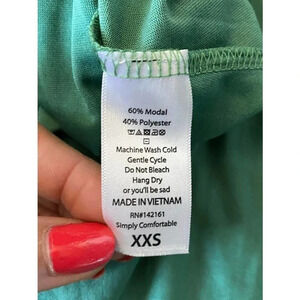 60% Modal
40% Polyester
Machine Wash Cold
Gentle Cycle
Do Not Bleach
Hang Dry
or you'll be sad
MADE IN VIETNAM
RN#142161
Simply Comfortable
XXS